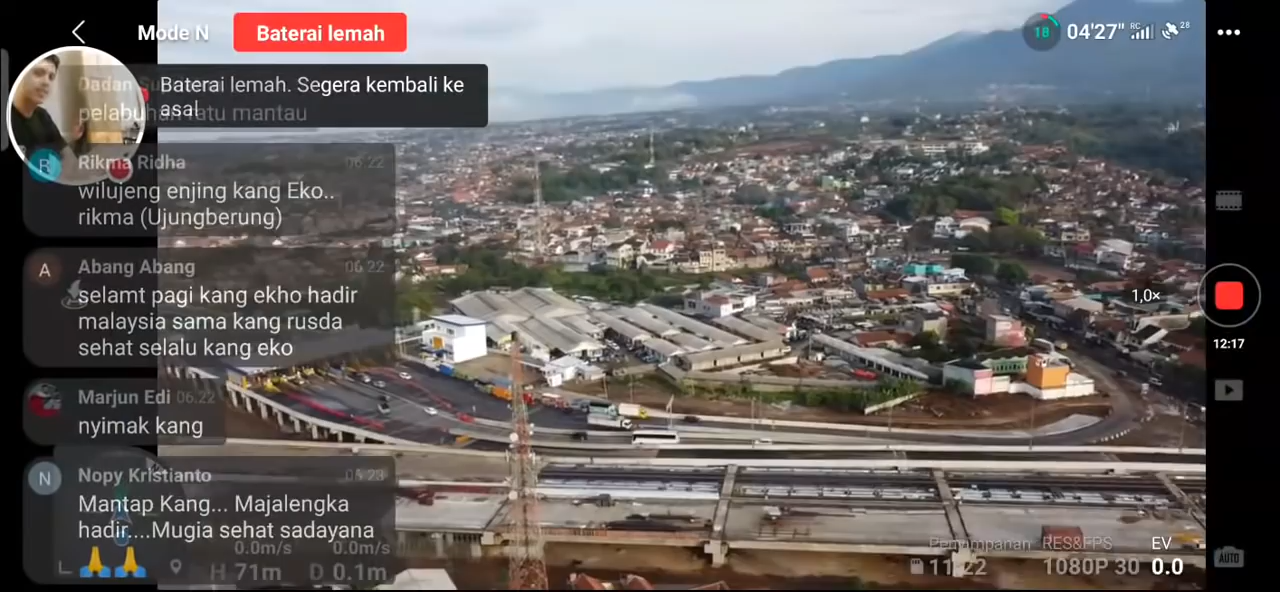 Mode N
Baterai lemah
18
04'27"
RC
28
Baterai lemah. Segera kembali ke
asal
pelabuhan ratu mantau
R
Rikma Ridha
06.22
wilujeng enjing kang Eko..
rikma (Ujungberung)
A
Abang Abang
06.22
selamt pagi kang ekho hadir
malaysia sama kang rusda
sehat selalu kang eko
Marjun Edi 06.22
nyimak kang
N
Nopy Kristianto
06.23
Mantap Kang... Majalengka
hadir....Mugia sehat sadayana
0.0m/s
0.0m/s
H 71m
D 0.1m
1,0×
12:17
Penyimpanan
RES&FPS
EV
1080P 30
0.0
AUTO